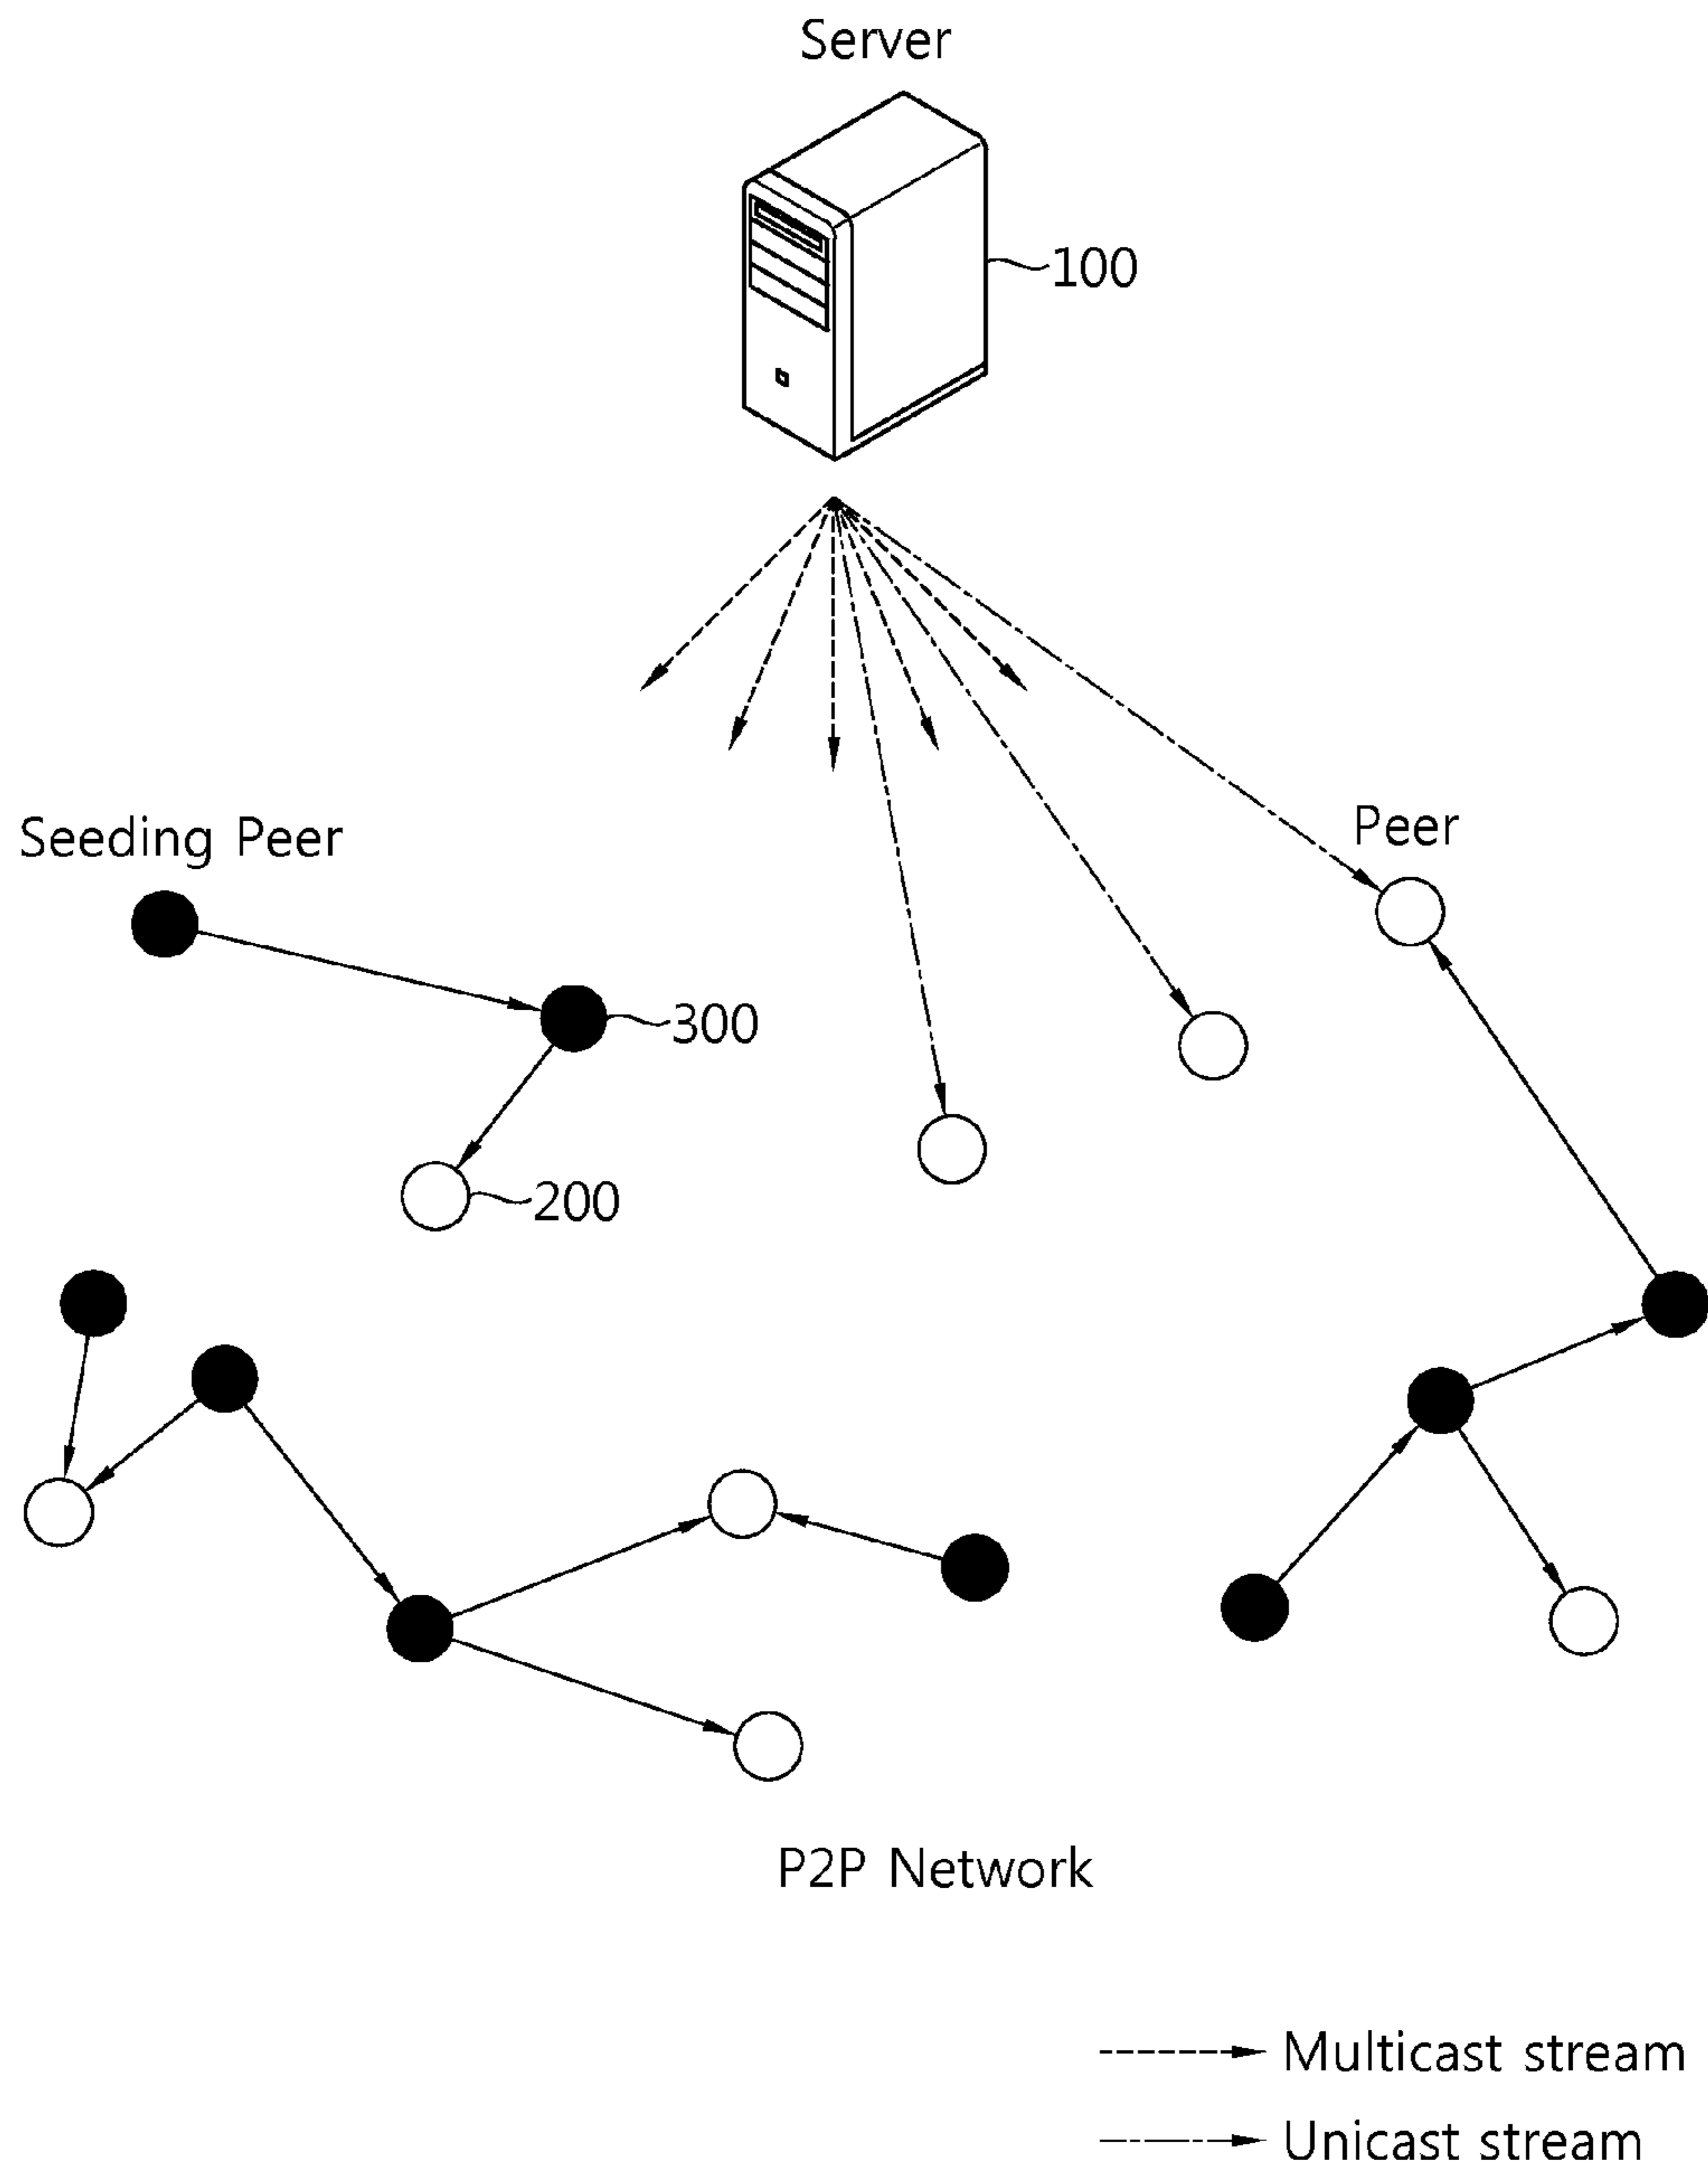 Server
100
Seeding Peer
Peer
300
200
P2P Network
Multicast stream
Unicast stream